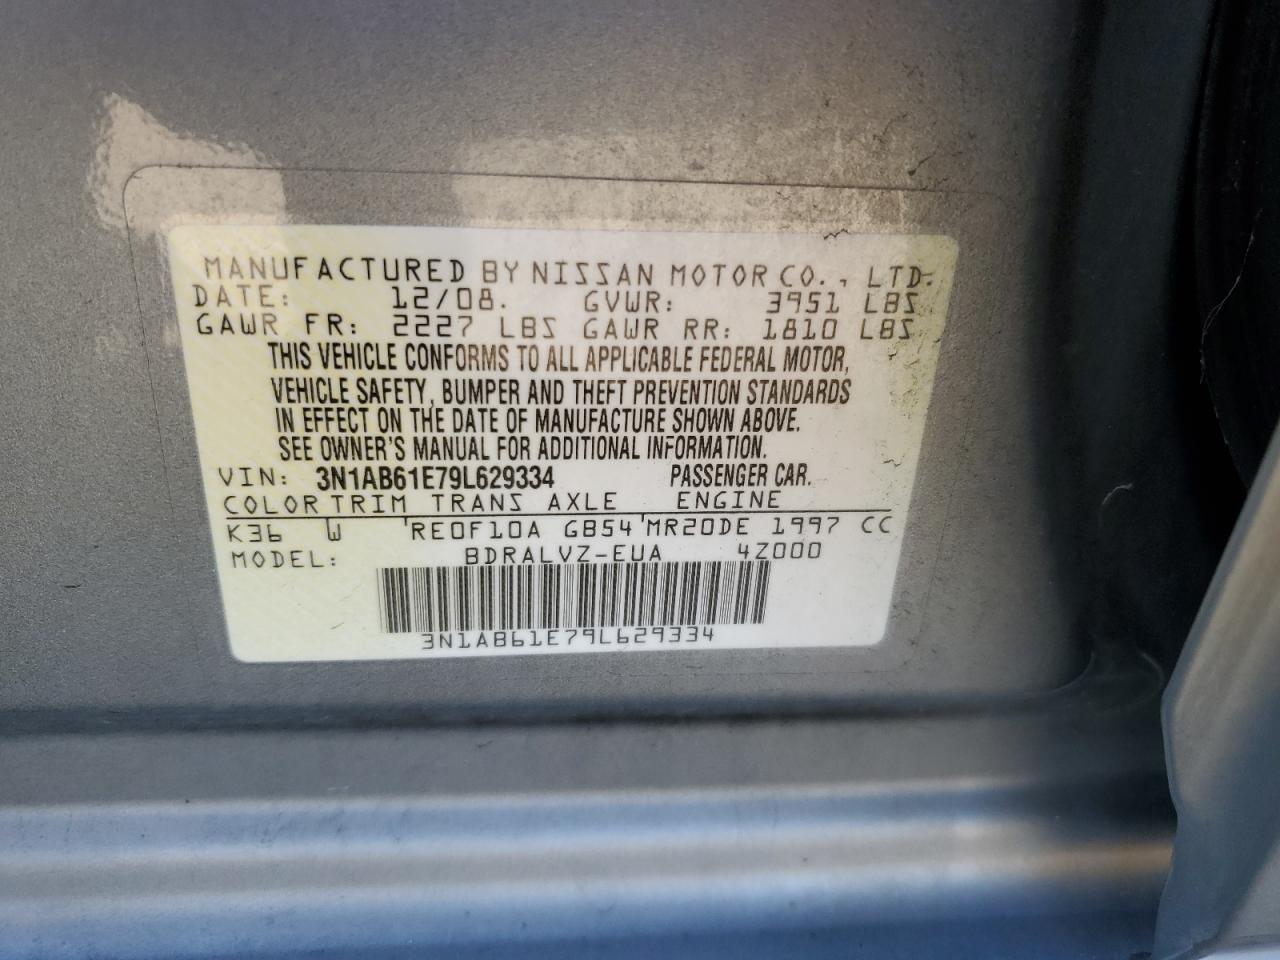 MANUFACTURED BY NISSAN MOTOR CO., LTD.
DATE: 12/08. GVWR: 3951 LBS
GAWR FR: 2227 LBS GAWR RR: 1810 LBS
THIS VEHICLE CONFORMS TO ALL APPLICABLE FEDERAL MOTOR,
VEHICLE SAFETY, BUMPER AND THEFT PREVENTION STANDARDS
IN EFFECT ON THE DATE OF MANUFACTURE SHOWN ABOVE.
SEE OWNER'S MANUAL FOR ADDITIONAL INFORMATION.
VIN: 3N1AB61E79L629334 PASSENGER CAR.
COLOR TRIM TRANS AXLE ENGINE
K36 W 'RE0F10A GB54 'MR20DE 1997 CC
MODEL: BDRALVZ-EUA 4Z000
3N1AB61E79L629334